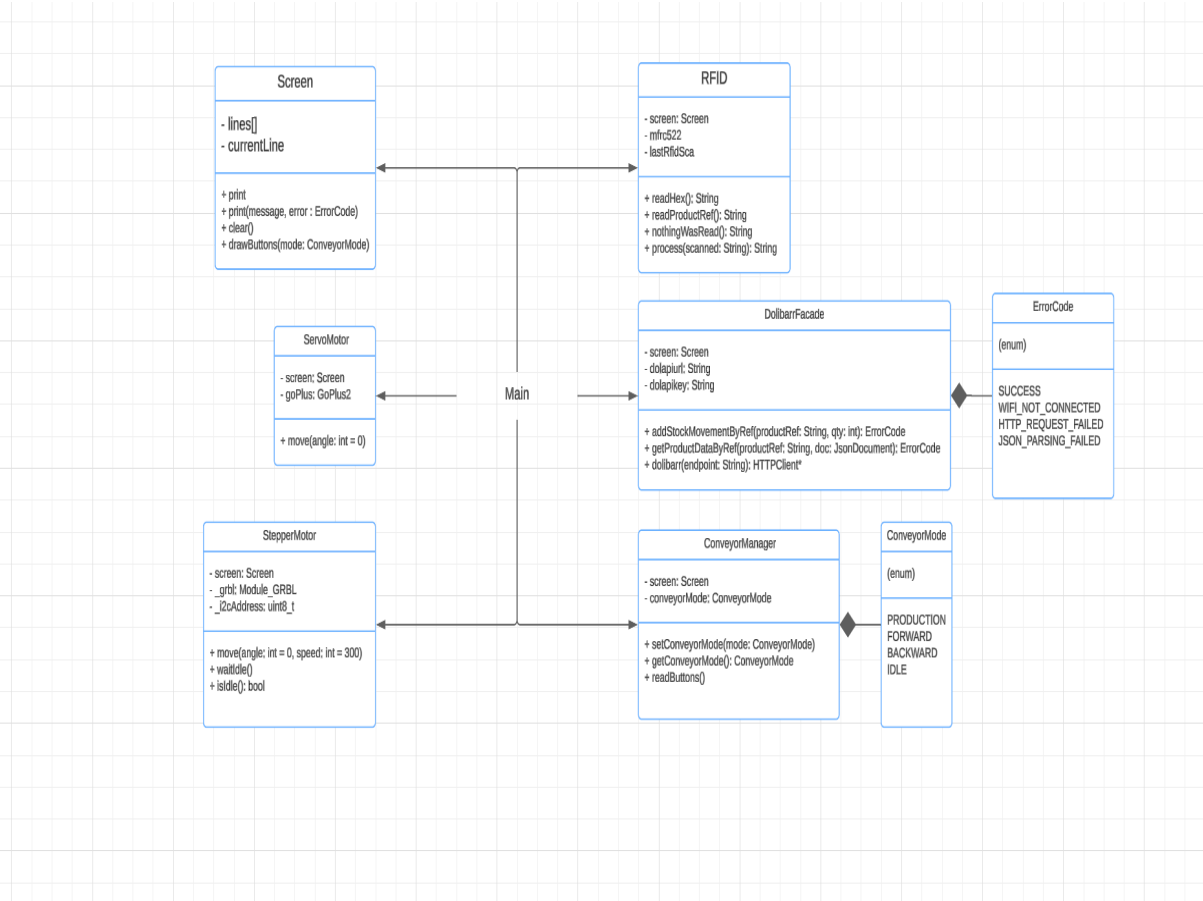 Screen
- lines[]
- currentLine
+ print
+ print(message, error : ErrorCode)
+ clear()
+ drawButtons(mode: ConveyorMode)
RFID
- screen: Screen
- mfrc522
- lastRfidSca
+ readHex(): String
+ readProductRef(): String
+ nothingWasRead(): String
+ process(scanned: String): String
ServoMotor
- screen: Screen
- goPlus: GoPlus2
+ move(angle: int = 0)
Main
DolibarrFacade
- screen: Screen
- dolapiurl: String
- dolapikey: String
+ addStockMovementByRef(productRef: String, qty: int): ErrorCode
+ getProductDataByRef(productRef: String, doc: JsonDocument): ErrorCode
+ dolibarr(endpoint: String): HTTPClient*
ErrorCode
(enum)
SUCCESS
WIFI_NOT_CONNECTED
HTTP_REQUEST_FAILED
JSON_PARSING_FAILED
StepperMotor
- screen: Screen
- _grbl: Module_GRBL
- _i2cAddress: uint8_t
+ move(angle: int = 0, speed: int = 300)
+ waitIdle()
+ isIdle(): bool
ConveyorManager
- screen: Screen
- conveyorMode: ConveyorMode
+ setConveyorMode(mode: ConveyorMode)
+ getConveyorMode(): ConveyorMode
+ readButtons()
ConveyorMode
(enum)
PRODUCTION
FORWARD
BACKWARD
IDLE